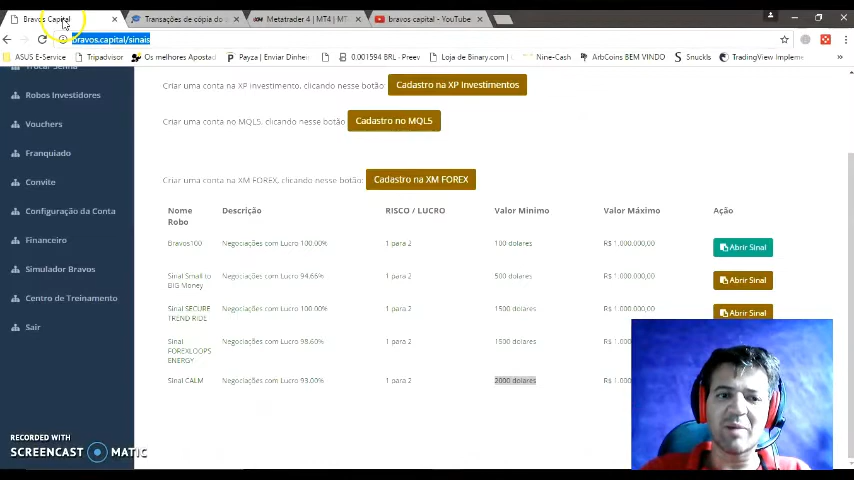 Bravos Capital
Transações de cópia do
Metatrader 4 | MT4 | MT
bravos capital - YouTube
bravos.capital/sinais
ASUS E-Service
Tripadvisor
Os melhores Apostad
Payza | Enviar Dinhei
0.001594 BRL - Preev
Loja de Binary.com |
Nine-Cash
ArbCoins BEM VINDO
Snuckls
TradingView Impleme
Trocar Senha
Robos Investidores
Vouchers
Franquiado
Convite
Configuração da Conta
Financeiro
Simulador Bravos
Centro de Treinamento
Sair
Criar uma conta na XP Investimento, clicando nesse botão:
Cadastro na XP Investimentos
Criar uma conta no MQL5, clicando nesse botão
Cadastro no MQL5
Criar uma conta na XM FOREX, clicando nesse botão:
Cadastro na XM FOREX
Nome Robo Descrição RISCO / LUCRO Valor Minimo Valor Máximo Ação
Bravos100 Negociações com Lucro 100.00% 1 para 2 100 dolares R$ 1.000.000,00 Abrir Sinal
Sinal Small to BIG Money Negociações com Lucro 94.66% 1 para 2 500 dolares R$ 1.000.000,00 Abrir Sinal
Sinal SECURE TREND RIDE Negociações com Lucro 100.00% 1 para 2 1500 dolares R$ 1.000.000,00 Abrir Sinal
Sinal FOREXLOOPS ENERGY Negociações com Lucro 98.60% 1 para 2 1500 dolares R$ 1.00
Sinal CALM Negociações com Lucro 93.00% 1 para 2 2000 dolares R$ 1.00
RECORDED WITH
SCREENCAST MATIC